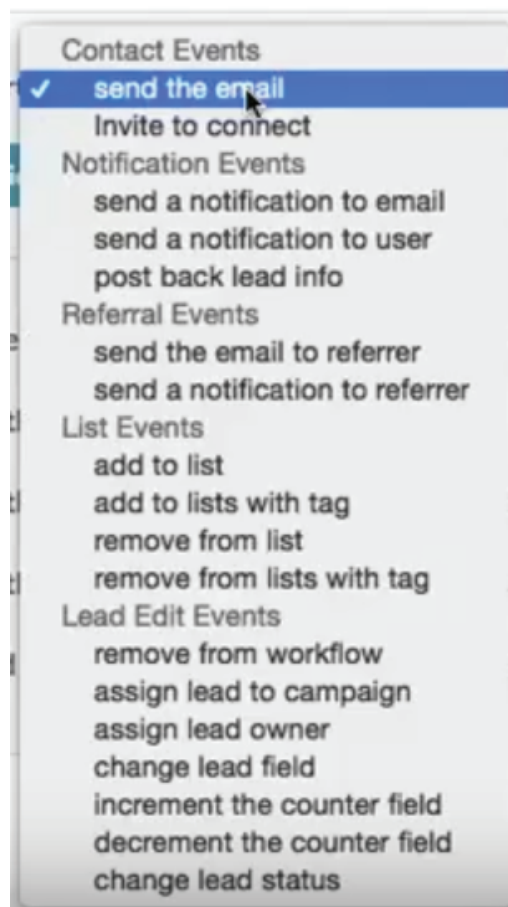 Contact Events
✓ send the email
Invite to connect
Notification Events
send a notification to email
send a notification to user
post back lead info
Referral Events
send the email to referrer
send a notification to referrer
List Events
add to list
add to lists with tag
remove from list
remove from lists with tag
Lead Edit Events
remove from workflow
assign lead to campaign
assign lead owner
change lead field
increment the counter field
decrement the counter field
change lead status